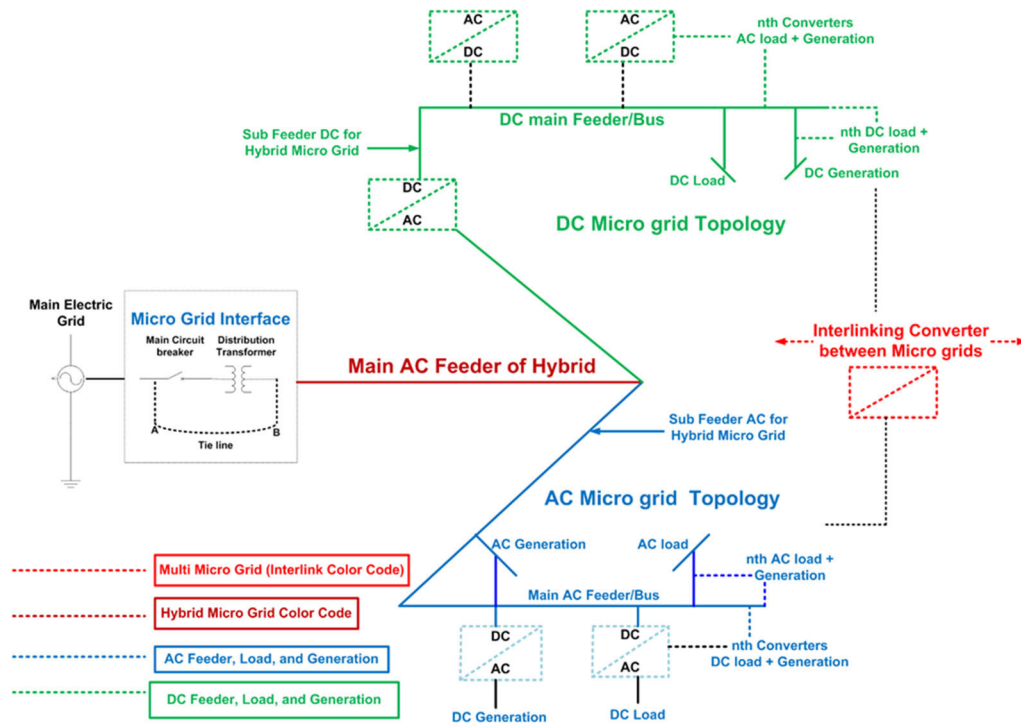 AC
DC
AC
DC
nth Converters
AC load + Generation
DC main Feeder/Bus
Sub Feeder DC for
Hybrid Micro Grid
nth DC load +
Generation
DC Load
DC Generation
DC
AC
DC Micro grid Topology
Main Electric
Grid
Micro Grid Interface
Main Circuit
breaker
Distribution
Transformer
A
B
Tie line
Main AC Feeder of Hybrid
Interlinking Converter
between Micro grids
Sub Feeder AC for
Hybrid Micro Grid
AC Micro grid Topology
AC Generation
AC load
nth AC load +
Generation
Main AC Feeder/Bus
DC
AC
DC
AC
nth Converters
DC load + Generation
DC Generation
DC Load
Multi Micro Grid (Interlink Color Code)
Hybrid Micro Grid Color Code
AC Feeder, Load, and Generation
DC Feeder, Load, and Generation